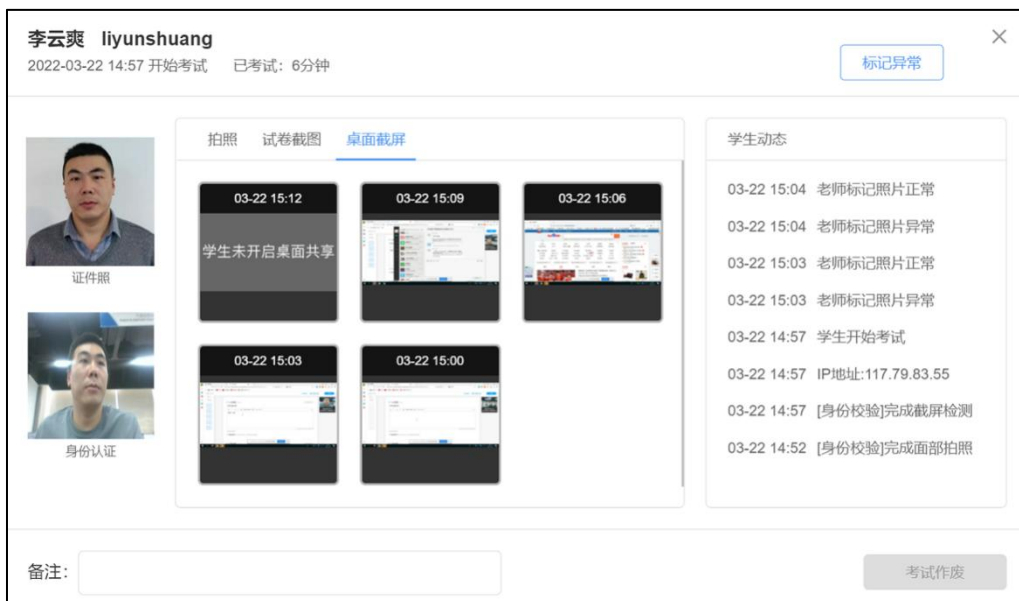 李云爽 liyunshuang
2022-03-22 14:57 开始考试 已考试：6分钟
标记异常
证件照
身份认证
拍照 试卷截图 桌面截屏
03-22 15:12
学生未开启桌面共享
03-22 15:09
03-22 15:06
03-22 15:03
03-22 15:00
学生动态
03-22 15:04 老师标记照片正常
03-22 15:04 老师标记照片异常
03-22 15:03 老师标记照片正常
03-22 15:03 老师标记照片异常
03-22 14:57 学生开始考试
03-22 14:57 IP地址:117.79.83.55
03-22 14:57 [身份校验]完成截屏检测
03-22 14:52 [身份校验]完成面部拍照
备注：
考试作废